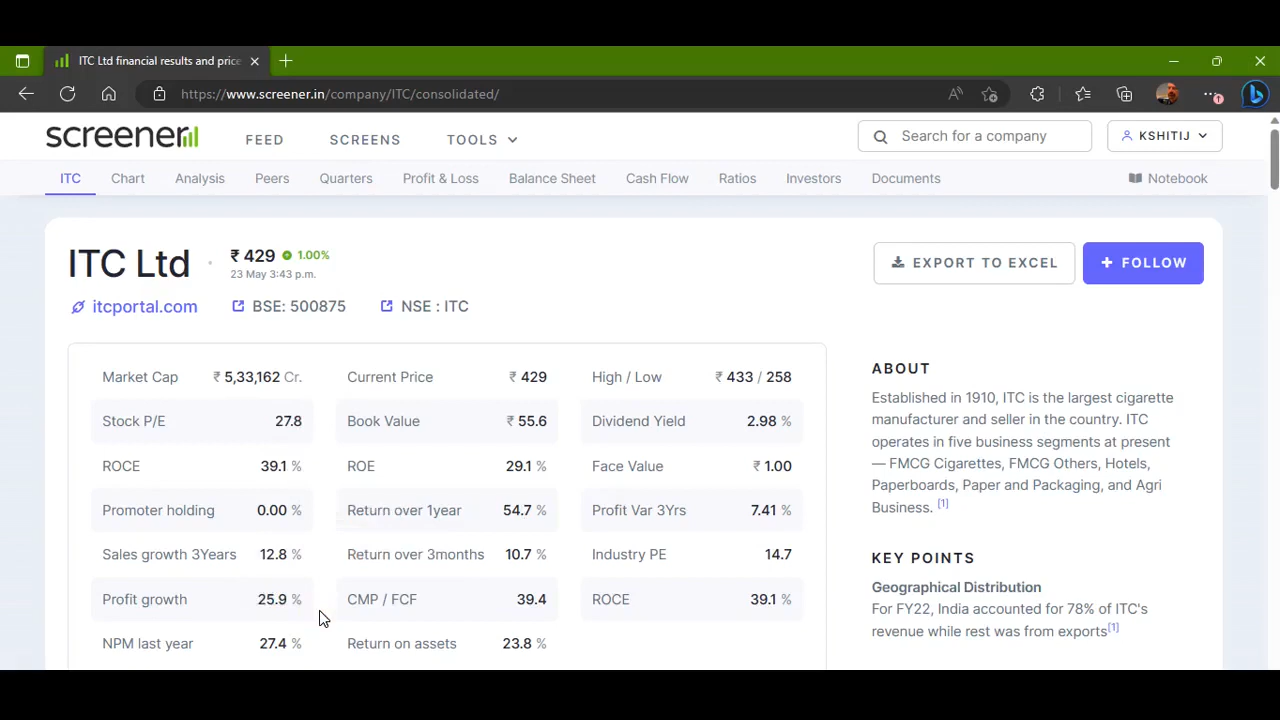 ITC Ltd financial results and price
https://www.screener.in/company/ITC/consolidated/
screener
FEED SCREENS TOOLS
Search for a company
KSHITIJ
ITC Chart Analysis Peers Quarters Profit & Loss Balance Sheet Cash Flow Ratios Investors Documents Notebook
ITC Ltd
₹ 429 1.00%
23 May 3:43 p.m.
EXPORT TO EXCEL
+ FOLLOW
itcportal.com BSE: 500875 NSE : ITC
Market Cap ₹ 5,33,162 Cr. Current Price ₹ 429 High / Low ₹ 433 / 258
Stock P/E 27.8 Book Value ₹ 55.6 Dividend Yield 2.98 %
ROCE 39.1 % ROE 29.1 % Face Value ₹ 1.00
Promoter holding 0.00 % Return over 1year 54.7 % Profit Var 3Yrs 7.41 %
Sales growth 3Years 12.8 % Return over 3months 10.7 % Industry PE 14.7
Profit growth 25.9 % CMP / FCF 39.4 ROCE 39.1 %
NPM last year 27.4 % Return on assets 23.8 %
ABOUT
Established in 1910, ITC is the largest cigarette
manufacturer and seller in the country. ITC
operates in five business segments at present
— FMCG Cigarettes, FMCG Others, Hotels,
Paperboards, Paper and Packaging, and Agri
Business. [1]
KEY POINTS
Geographical Distribution
For FY22, India accounted for 78% of ITC's
revenue while rest was from exports[1]